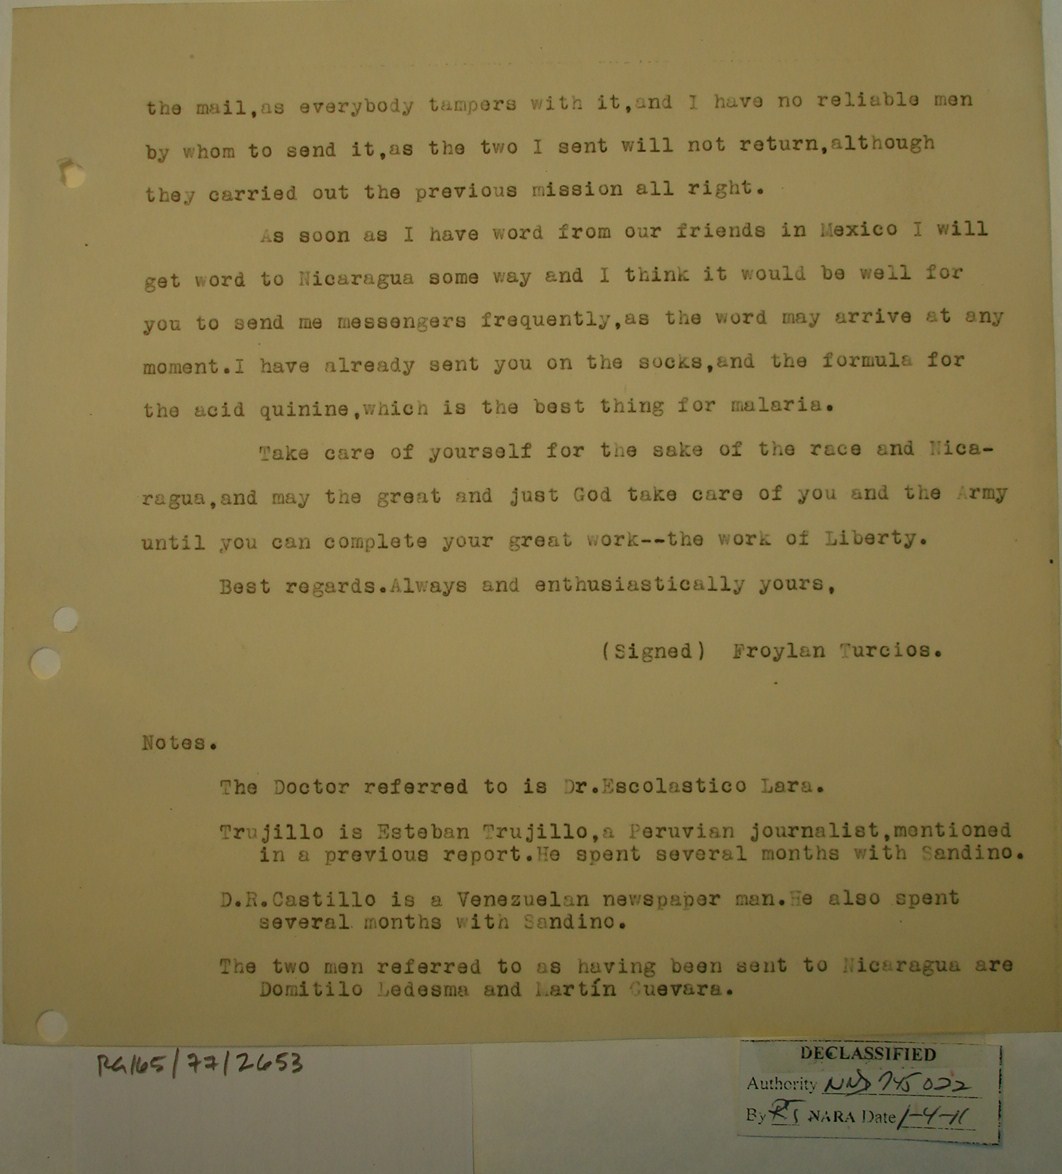 the mail,as everybody tampers with it,and I have no reliable men
by whom to send it,as the two I sent will not return,although
they carried out the previous mission all right.
As soon as I have word from our friends in Mexico I will
get word to Nicaragua some way and I think it would be well for
you to send me messengers frequently,as the word may arrive at any
moment.I have already sent you on the socks,and the formula for
the acid quinine,which is the best thing for malaria.
Take care of yourself for the sake of the race and Nica-
ragua,and may the great and just God take care of you and the Army
until you can complete your great work--the work of Liberty.
Best regards.Always and enthusiastically yours,
(Signed) Froylan Turcios.
Notes.
The Doctor referred to is Dr.Escolastico Lara.
Trujillo is Esteban Trujillo,a Peruvian journalist,mentioned
in a previous report.He spent several months with Sandino.
D.R.Castillo is a Venezuelan newspaper man.He also spent
several months with Sandino.
The two men referred to as having been sent to Nicaragua are
Domitilo Ledesma and Martín Guevara.
RG165/77/2653
DECLASSIFIED
Authority NND 745022
By RT NARA Date 1-4-11